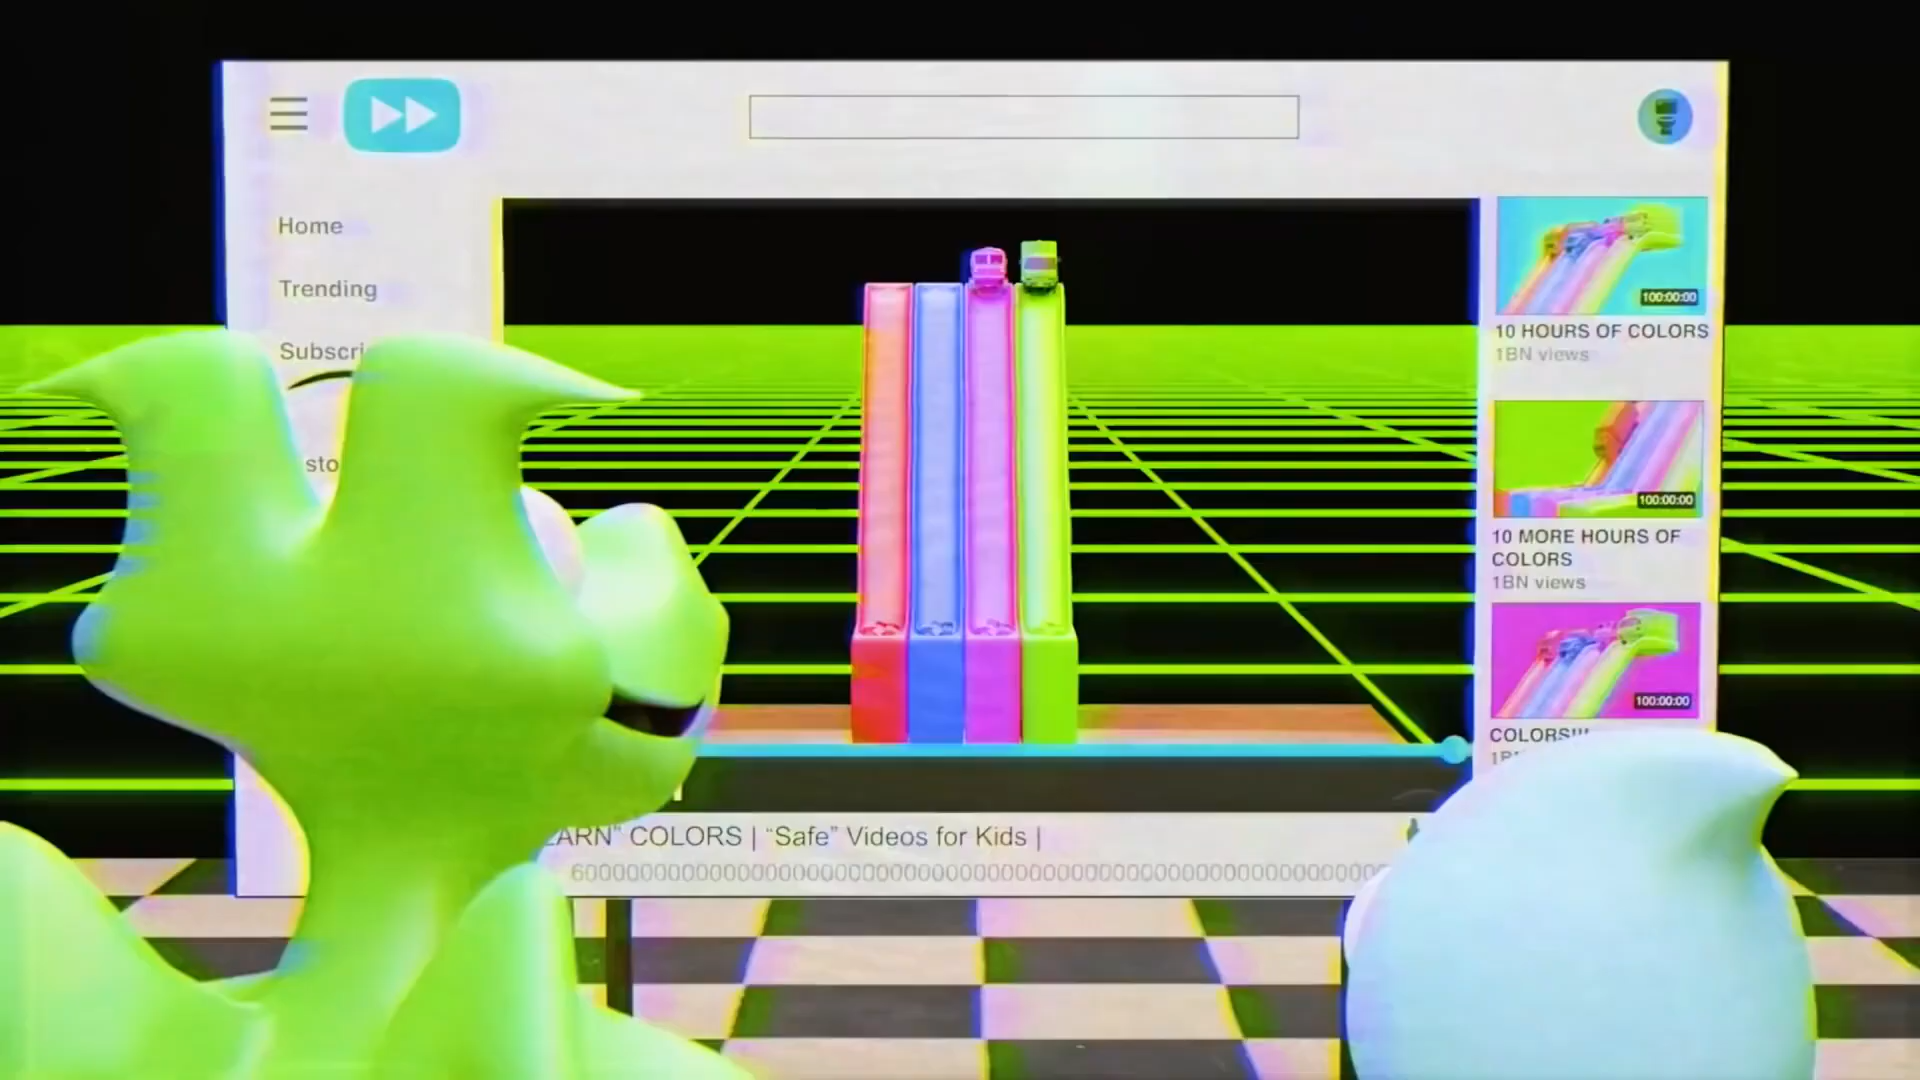 Home
Trending
Subscri
sto
100:00:00
10 HOURS OF COLORS
1BN views
100:00:00
10 MORE HOURS OF
COLORS
1BN views
100:00:00
COLORS!!!
ARN" COLORS | “Safe” Videos for Kids |